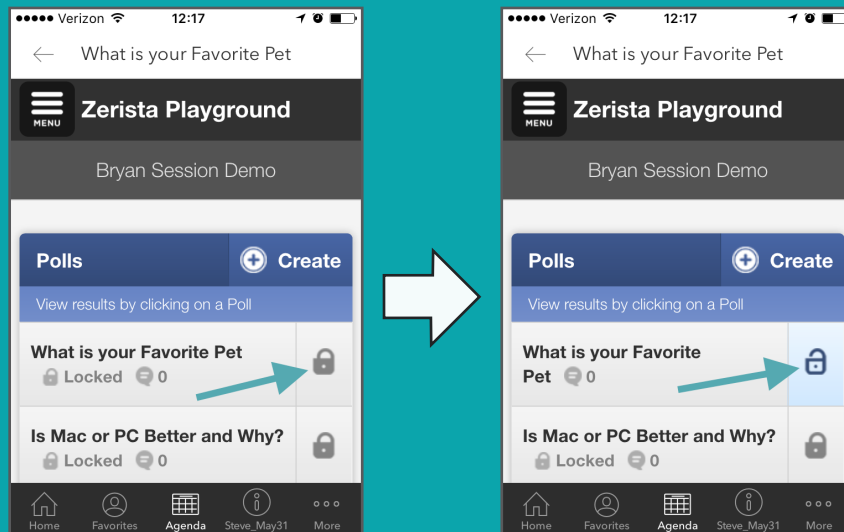 Verizon 12:17
What is your Favorite Pet
MENU Zerista Playground
Bryan Session Demo
Polls Create
View results by clicking on a Poll
What is your Favorite Pet
Locked 0
Is Mac or PC Better and Why?
Locked 0
Home Favorites Agenda Steve_May31 More
Verizon 12:17
What is your Favorite Pet
MENU Zerista Playground
Bryan Session Demo
Polls Create
View results by clicking on a Poll
What is your Favorite
Pet 0
Is Mac or PC Better and Why?
Locked 0
Home Favorites Agenda Steve_May31 More